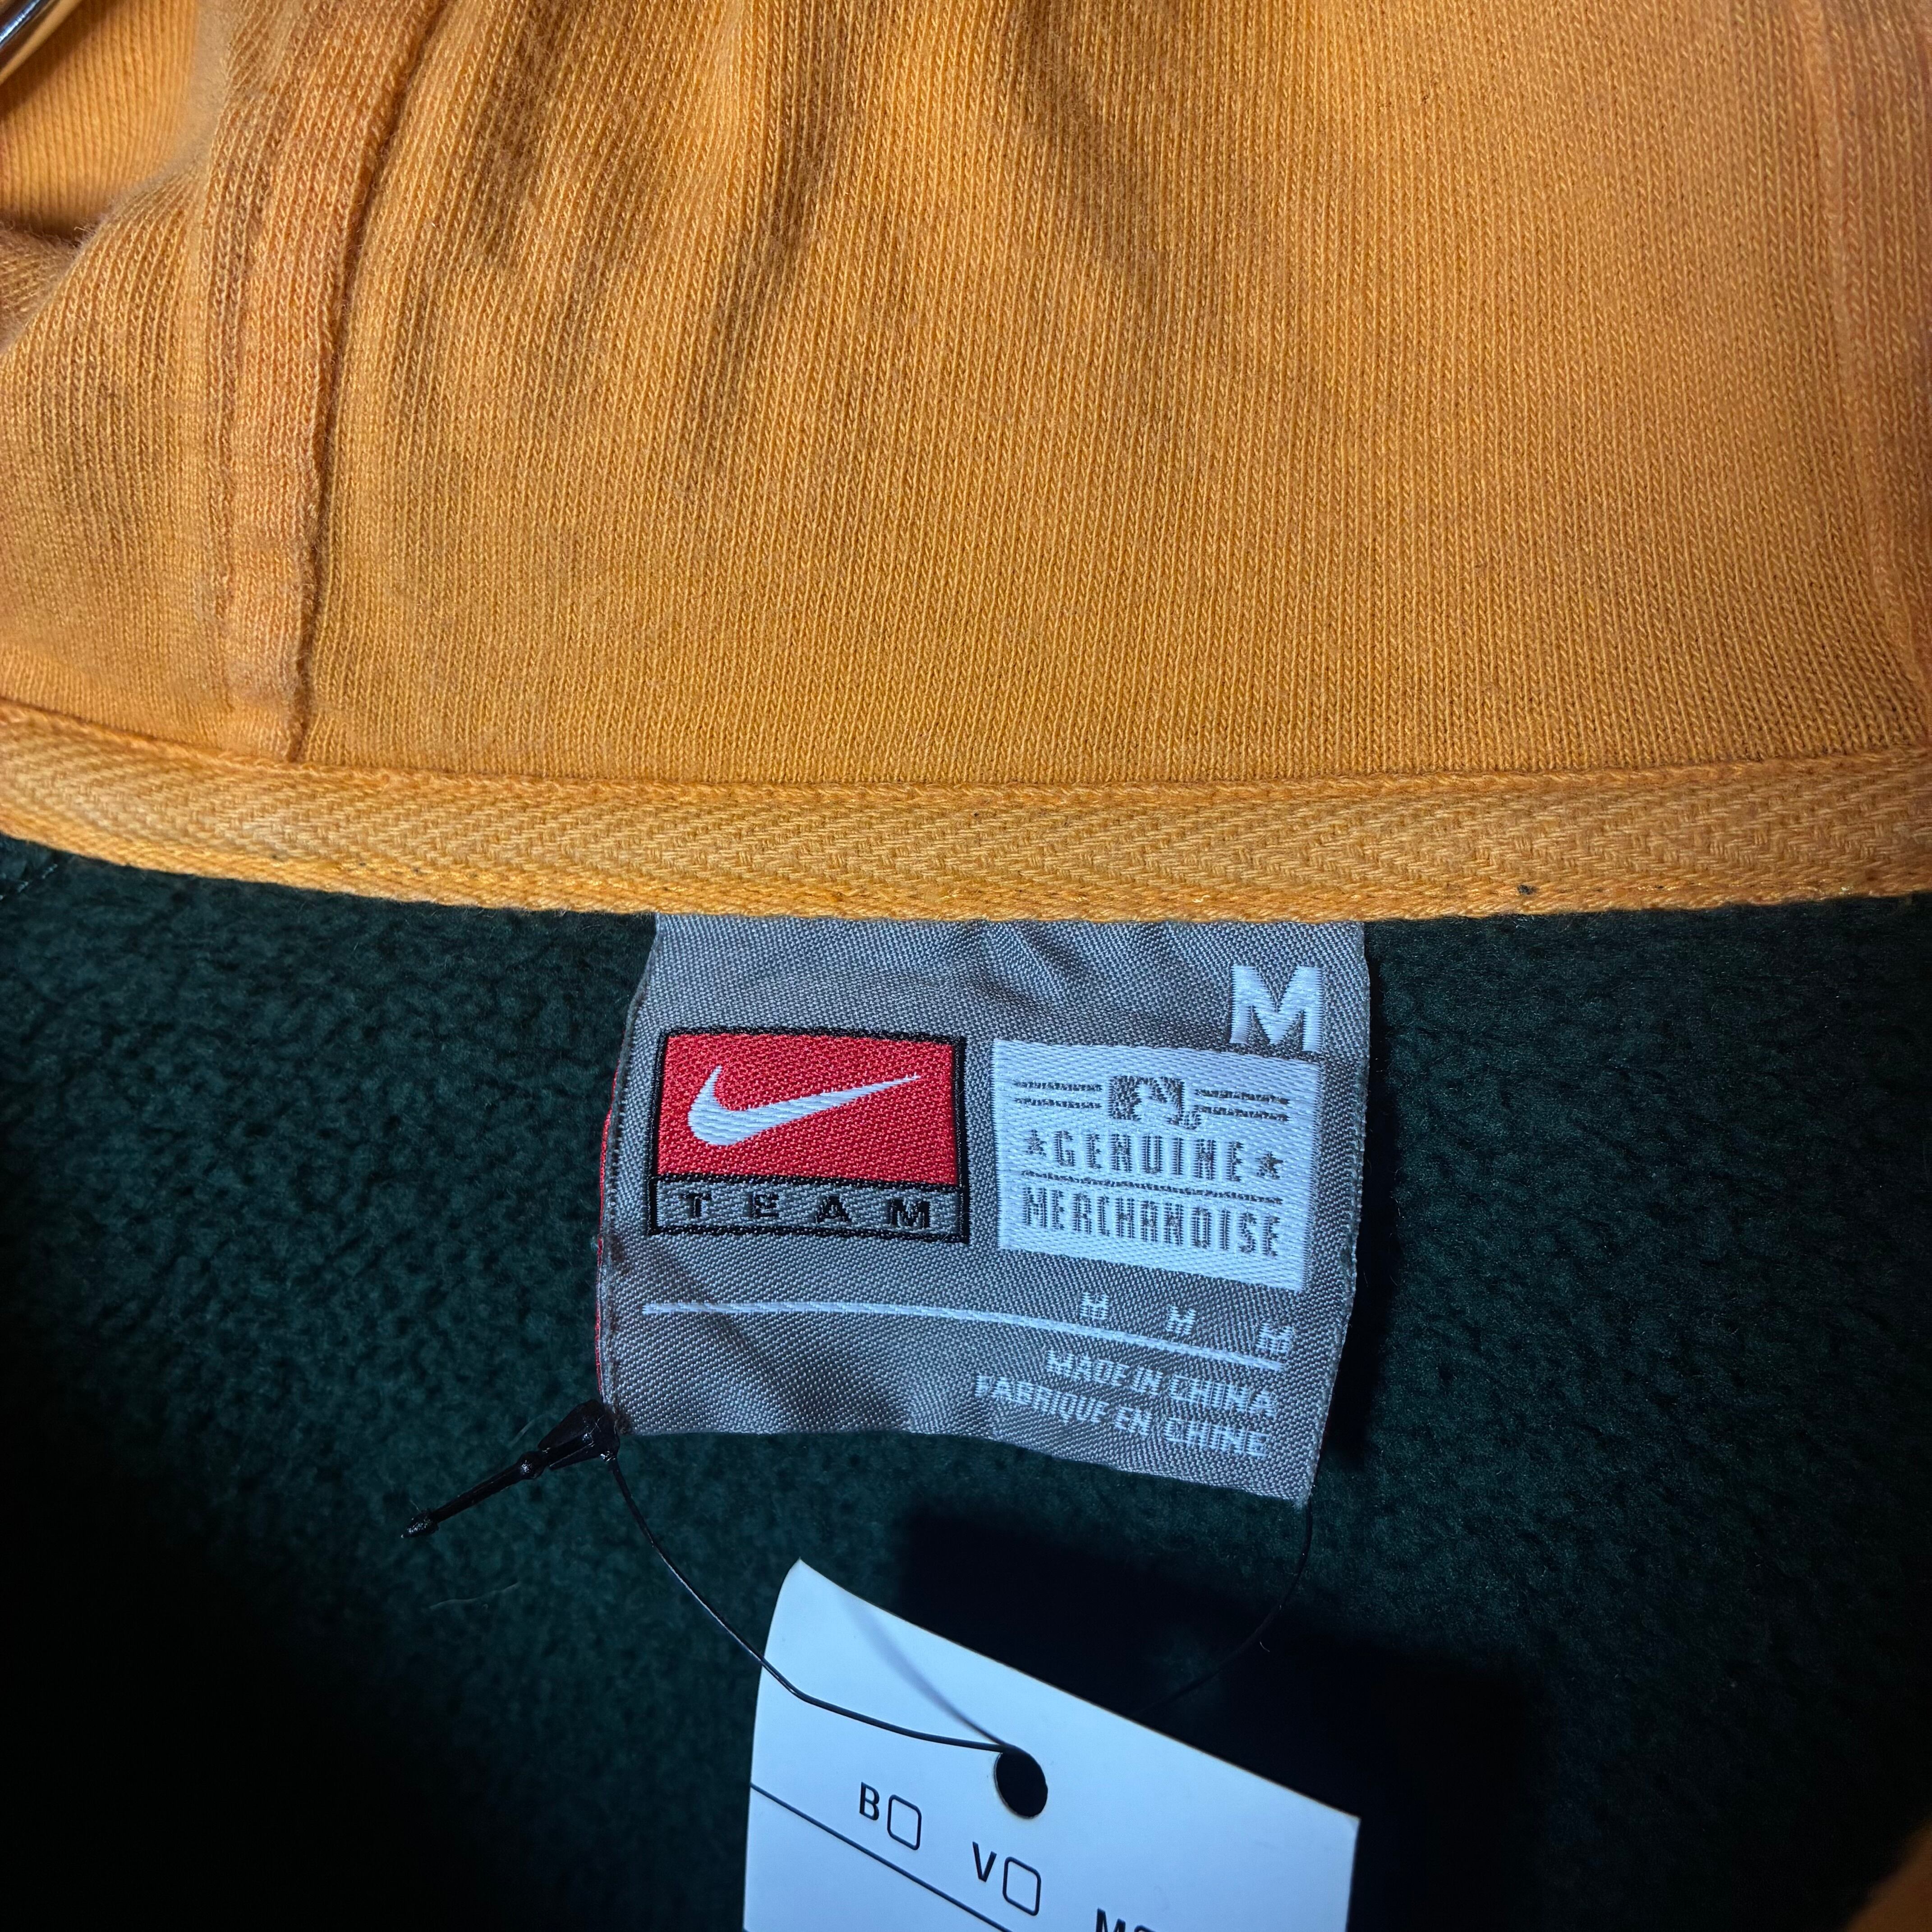 M
TEAM
★GENUINE★
MERCHANDISE
M M M
MADE IN CHINA
FABRIQUE EN CHINE
B☐ V☐